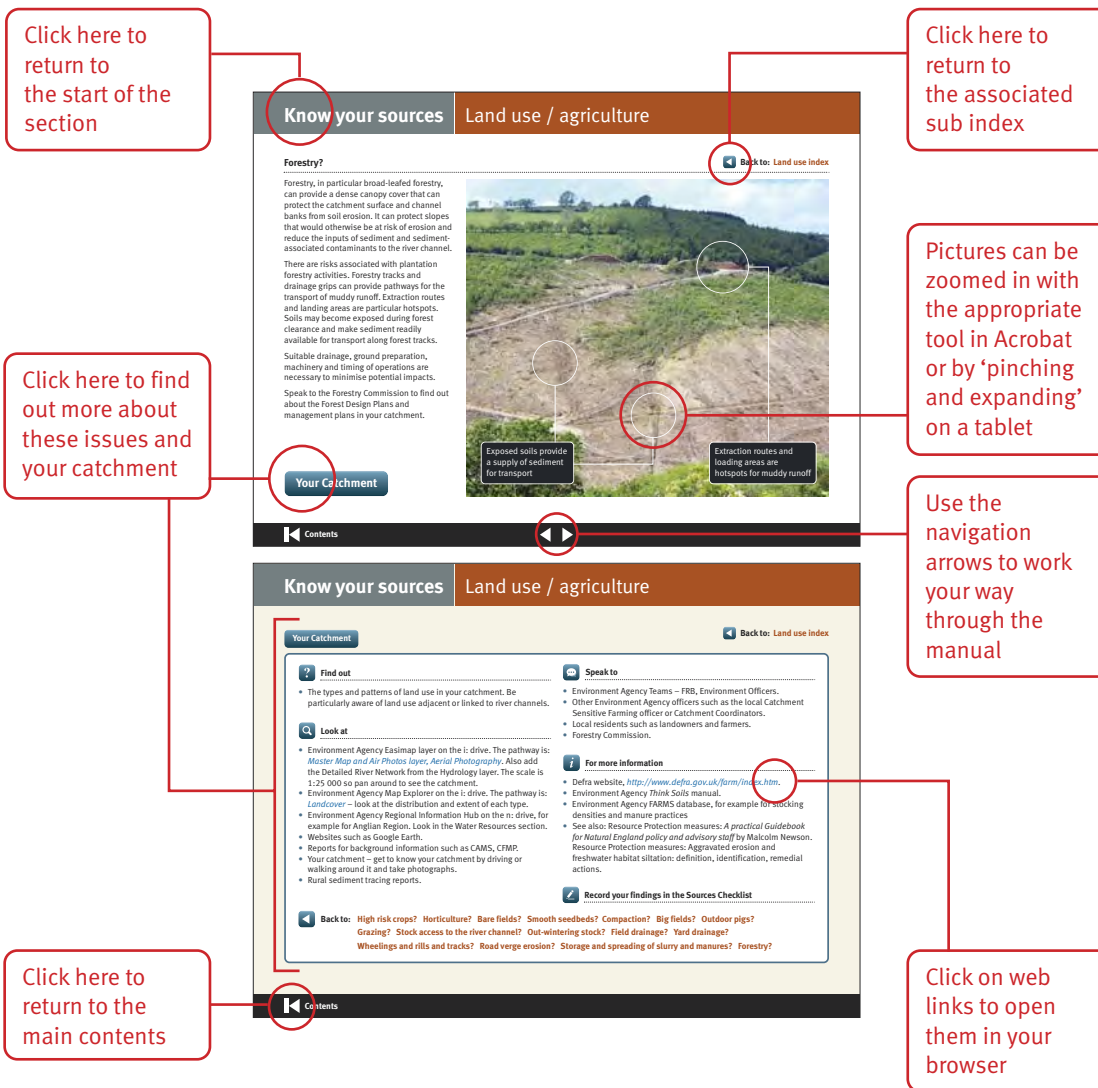 Click here to
return to
the start of the
section
Click here to
return to
the associated
sub index
Know your sources
Land use / agriculture
Forestry?
Back to: Land use index
Forestry, in particular broad-leafed forestry,
can provide a dense canopy cover that can
protect the catchment surface and channel
banks from soil erosion. It can protect slopes
that would otherwise be at risk of erosion and
reduce the inputs of sediment and sediment-
associated contaminants to the river channel.
There are risks associated with plantation
forestry activities. Forestry tracks and
drainage grips can provide pathways for the
transport of muddy runoff. Extraction routes
and landing areas are particular hotspots.
Soils may become exposed during forest
clearance and make sediment readily
available for transport along forest tracks.
Suitable drainage, ground preparation,
machinery and timing of operations are
necessary to minimise potential impacts.
Speak to the Forestry Commission to find out
about the Forest Design Plans and
management plans in your catchment.
Exposed soils provide
a supply of sediment
for transport
Extraction routes and
loading areas are
hotspots for muddy runoff
Your Catchment
Contents
Pictures can be
zoomed in with
the appropriate
tool in Acrobat
or by ‘pinching
and expanding’
on a tablet
Click here to find
out more about
these issues and
your catchment
Use the
navigation
arrows to work
your way
through the
manual
Know your sources
Land use / agriculture
Your Catchment
Back to: Land use index
Find out
• The types and patterns of land use in your catchment. Be
particularly aware of land use adjacent or linked to river channels.
Look at
• Environment Agency Easimap layer on the i: drive. The pathway is:
Master Map and Air Photos layer, Aerial Photography. Also add
the Detailed River Network from the Hydrology layer. The scale is
1:25 000 so pan around to see the catchment.
• Environment Agency Map Explorer on the i: drive. The pathway is:
Landcover – look at the distribution and extent of each type.
• Environment Agency Regional Information Hub on the n: drive, for
example for Anglian Region. Look in the Water Resources section.
• Websites such as Google Earth.
• Reports for background information such as CAMS, CFMP.
• Your catchment – get to know your catchment by driving or
walking around it and take photographs.
• Rural sediment tracing reports.
Speak to
• Environment Agency Teams – FRB, Environment Officers.
• Other Environment Agency officers such as the local Catchment
Sensitive Farming officer or Catchment Coordinators.
• Local residents such as landowners and farmers.
• Forestry Commission.
For more information
• Defra website, http://www.defra.gov.uk/farm/index.htm.
• Environment Agency Think Soils manual.
• Environment Agency FARMS database, for example for stocking
densities and manure practices
• See also: Resource Protection measures: A practical Guidebook
for Natural England policy and advisory staff by Malcolm Newson.
Resource Protection measures: Aggravated erosion and
freshwater habitat siltation: definition, identification, remedial
actions.
Record your findings in the Sources Checklist
Back to: High risk crops? Horticulture? Bare fields? Smooth seedbeds? Compaction? Big fields? Outdoor pigs?
Grazing? Stock access to the river channel? Out-wintering stock? Field drainage? Yard drainage?
Wheelings and rills and tracks? Road verge erosion? Storage and spreading of slurry and manures? Forestry?
Contents
Click here to
return to the
main contents
Click on web
links to open
them in your
browser